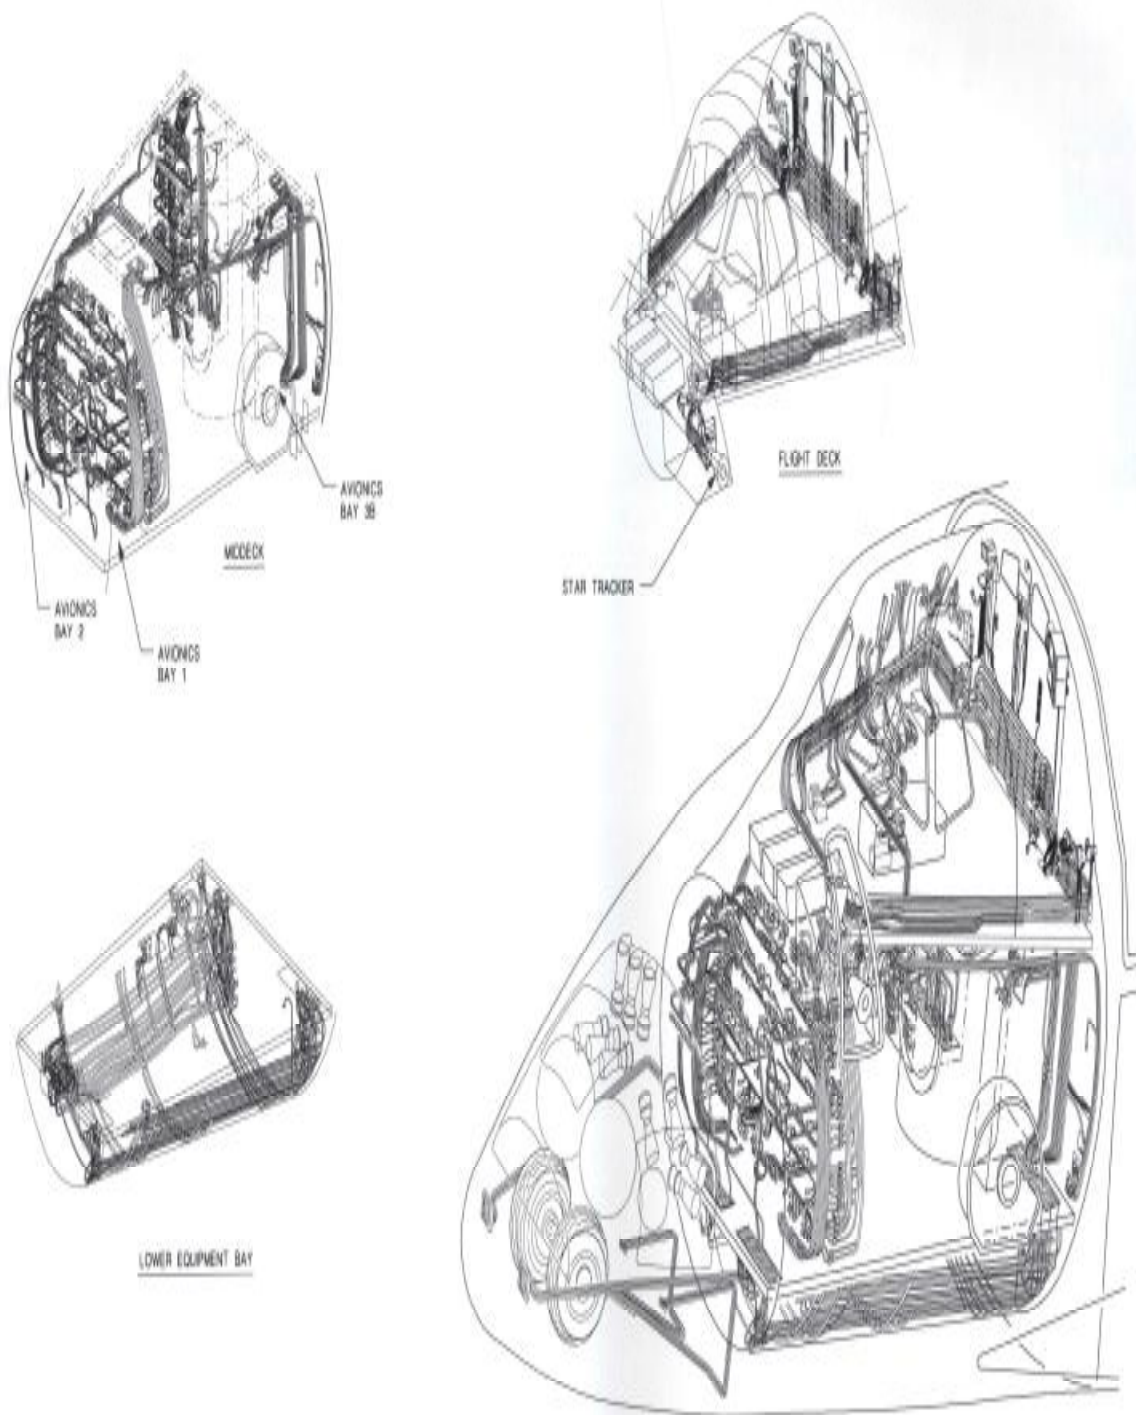 AVIONICS
BAY 3B
MIDDECK
AVIONICS
BAY 2
AVIONICS
BAY 1
FLIGHT DECK
STAR TRACKER
LOWER EQUIPMENT BAY